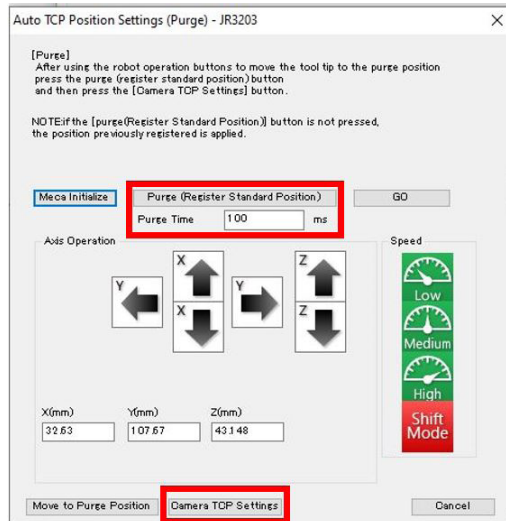 Auto TCP Position Settings (Purge) - JR3203
[Purge]
After using the robot operation buttons to move the tool tip to the purge position
press the purge (register standard position) button
and then press the [Camera TOP Settings] button.
NOTE:if the [purge(Register Standard Position)] button is not pressed,
the position previously registered is applied.
Meca Initialize
Purge (Register Standard Position)
GO
Purge Time 100 ms
Axis Operation
Speed
X
Z
Y
Y
X
Z
Low
Medium
High
Shift
Mode
X(mm) Y(mm) Z(mm)
32.63 107.67 43.148
Move to Purge Position
Camera TOP Settings
Cancel